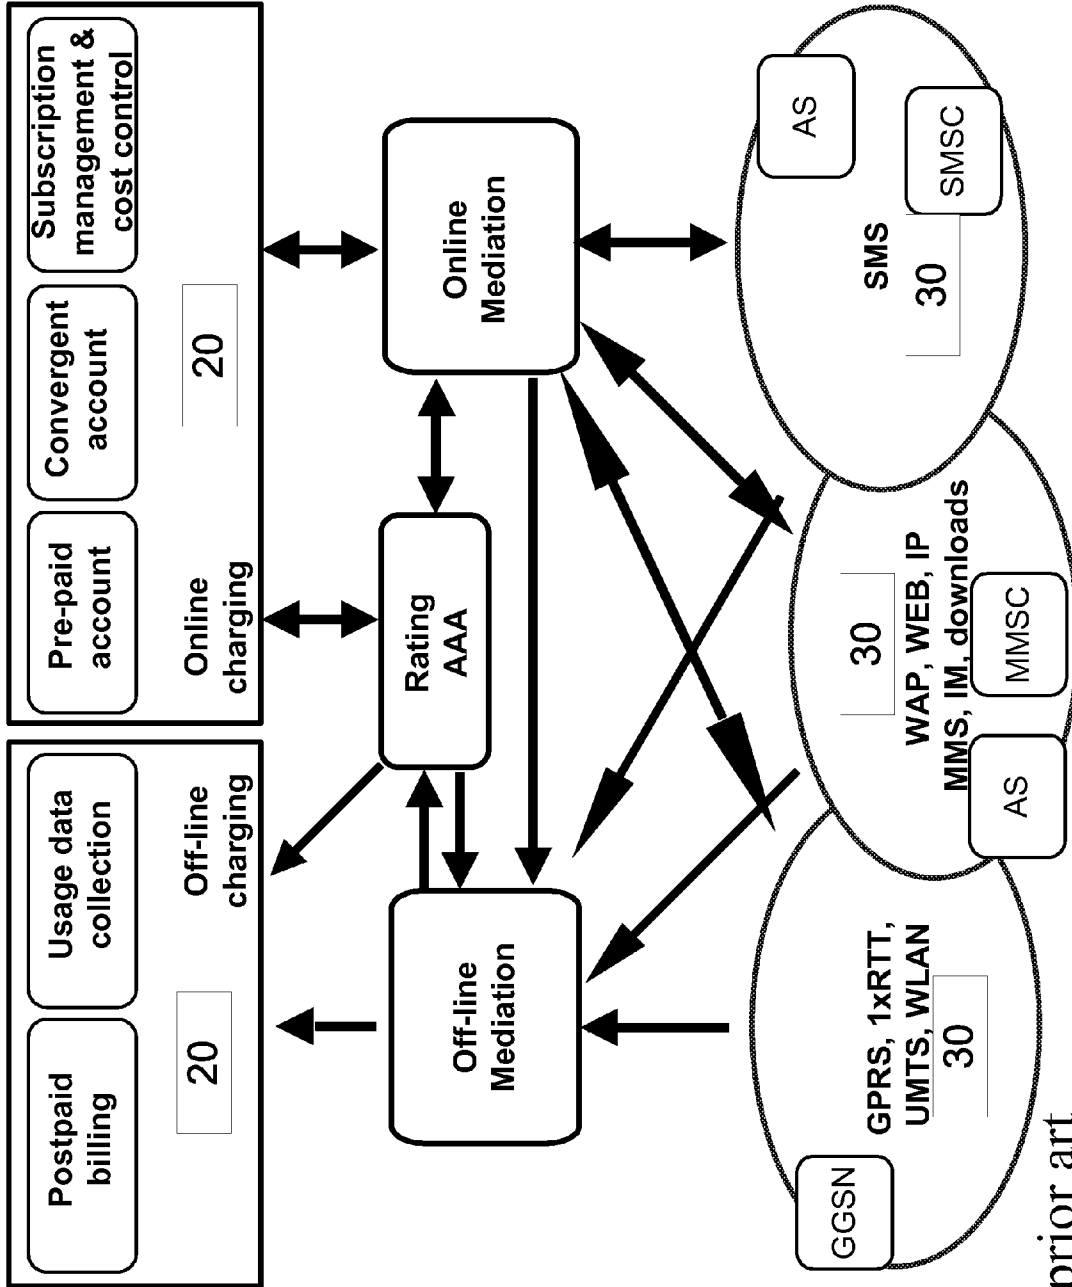 Postpaid
billing
Usage data
collection
Pre-paid
account
Convergent
account
Subscription
management &
cost control
20
Off-line
charging
Online
charging
20
Off-line
Mediation
Rating
AAA
Online
Mediation
GGSN
GPRS, 1xRTT,
UMTS, WLAN
30
30
WAP, WEB, IP
MMS, IM, downloads
AS
MMSC
SMS
30
AS
SMSC
prior art